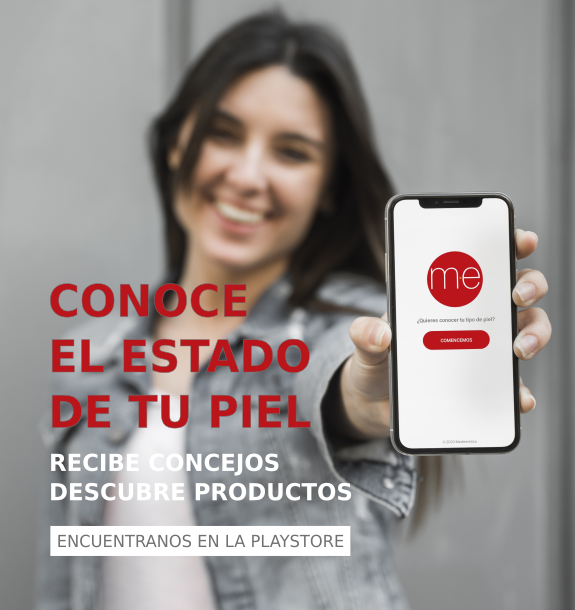 me
¿Quieres conocer tu tipo de piel?
COMENCEMOS
CONOCE
EL ESTADO
DE TU PIEL
RECIBE CONCEJOS
DESCUBRE PRODUCTOS
ENCUENTRANOS EN LA PLAYSTORE